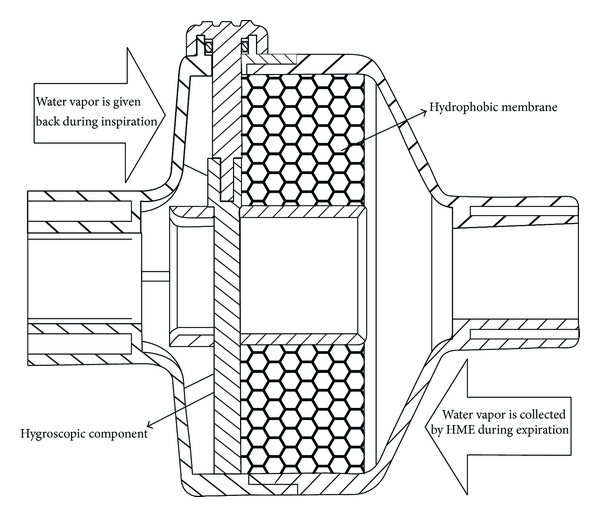 Water vapor is given
back during inspiration
Hydrophobic membrane
Hygroscopic component
Water vapor is collected
by HME during expiration